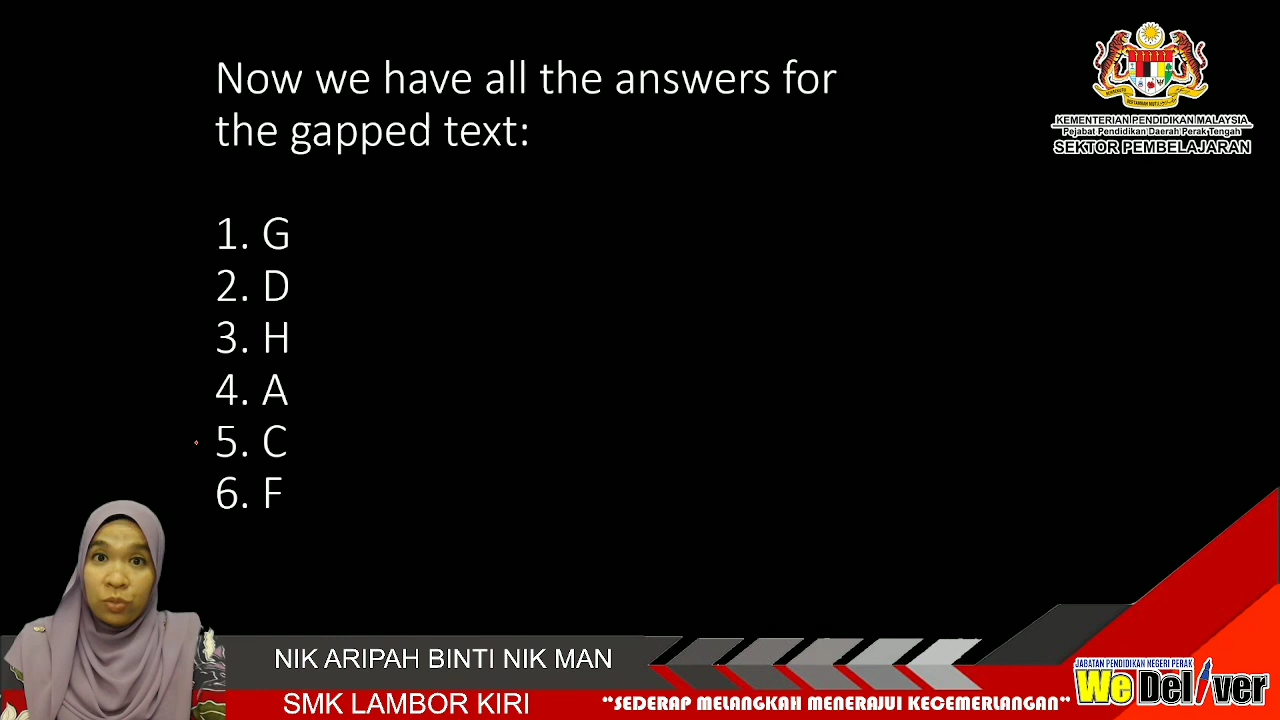 Now we have all the answers for
the gapped text:
1. G
2. D
3. H
4. A
5. C
6. F
KEMENTERIAN PENDIDIKAN MALAYSIA
Pejabat Pendidikan Daerah Perak Tengah
SEKTOR PEMBELAJARAN
NIK ARIPAH BINTI NIK MAN
SMK LAMBOR KIRI
"SEDERAP MELANGKAH MENERAJUI KECEMERLANGAN"
JABATAN PENDIDIKAN NEGERI PERAK
We Deliver